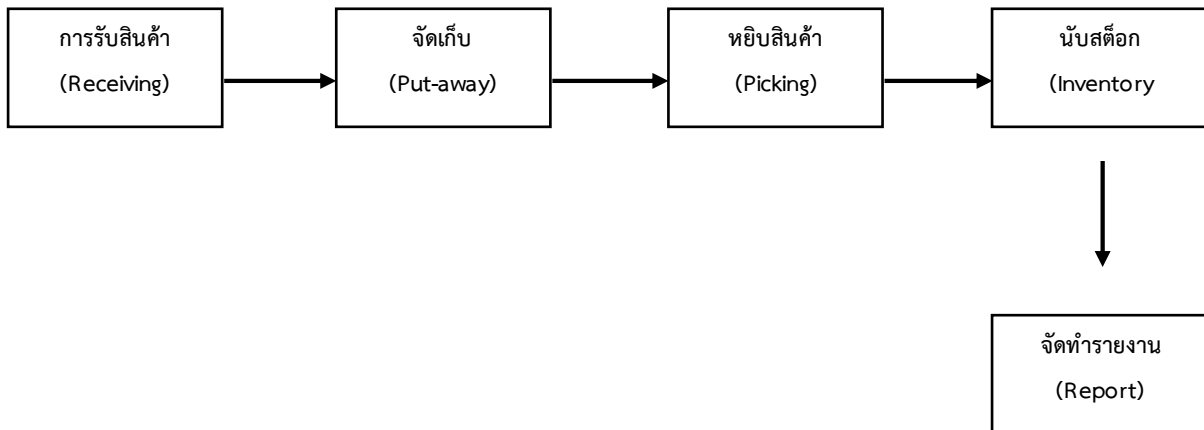 การรับสินค้า
(Receiving)
จัดเก็บ
(Put-away)
หยิบสินค้า
(Picking)
นับสต็อก
(Inventory
จัดทำรายงาน
(Report)